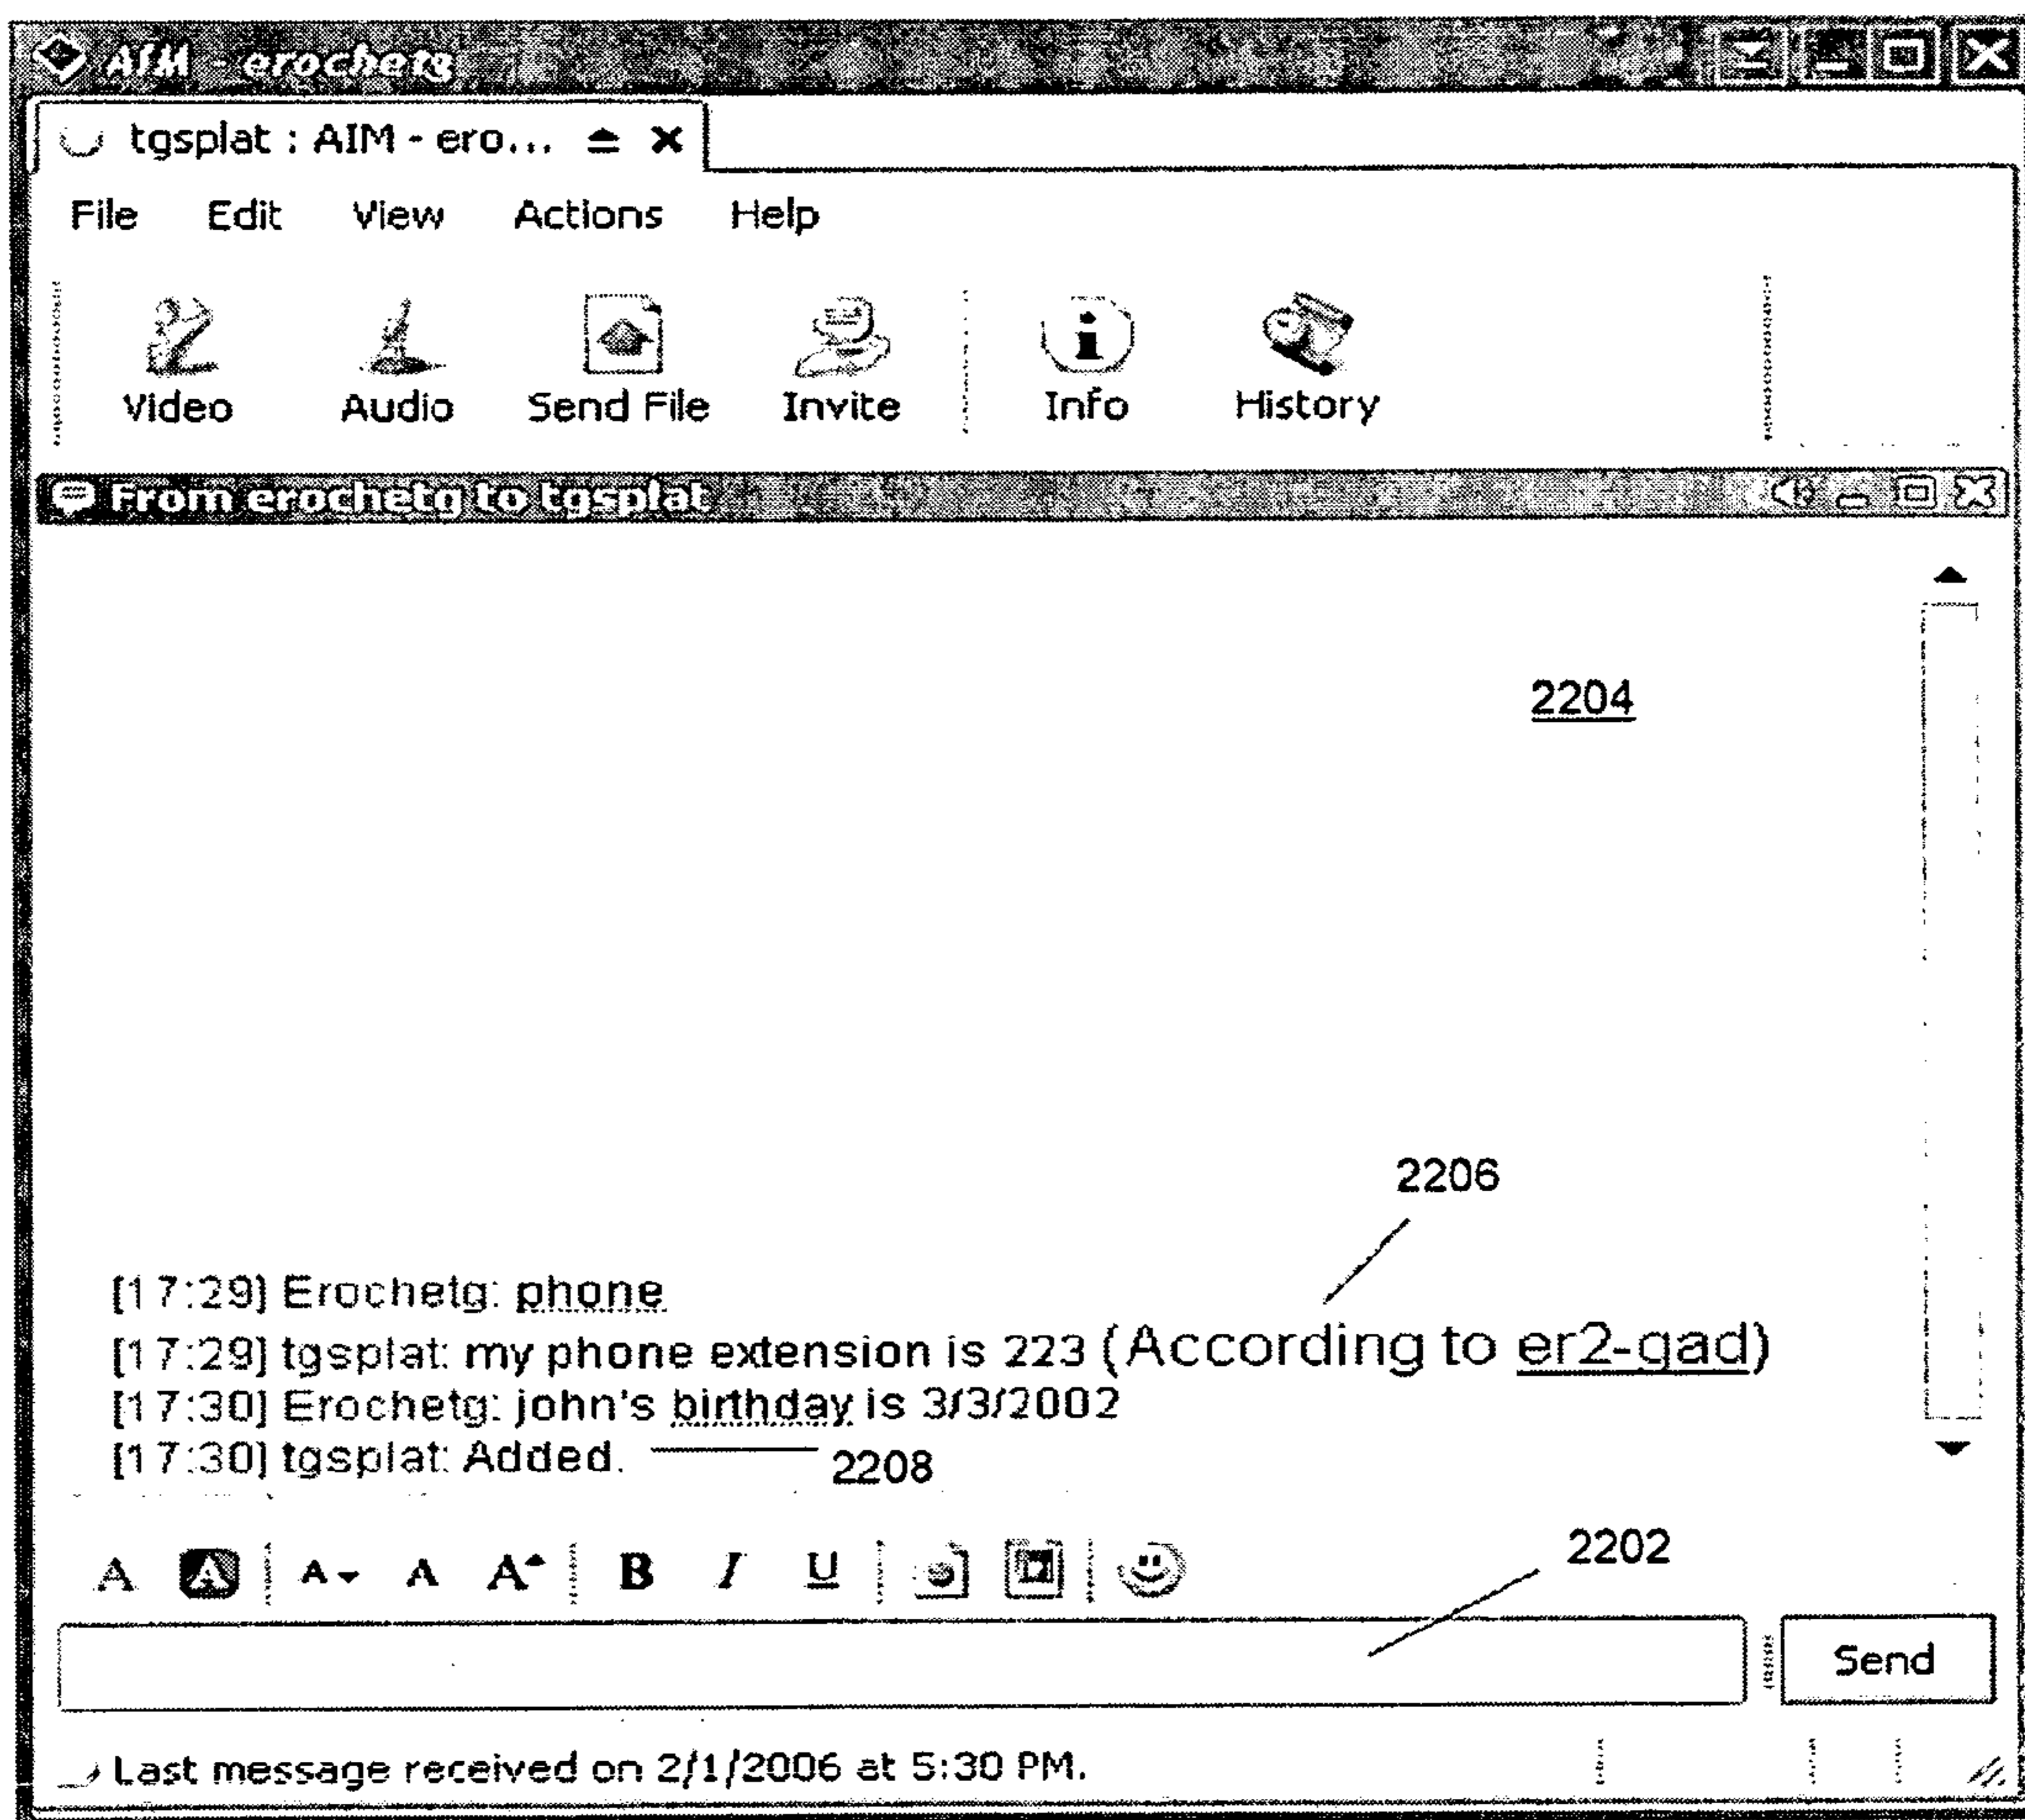 AIM - erochetg
tgsplat : AIM - ero...
File Edit View Actions Help
Video Audio Send File Invite Info History
From erochetg to tgsplat
2204
2206
[17:29] Erochetg: phone
[17:29] tgsplat: my phone extension is 223 (According to er2-gad)
[17:30] Erochetg: john's birthday is 3/3/2002
[17:30] tgsplat: Added.
2208
A A A A A B I U
2202
Send
Last message received on 2/1/2006 at 5:30 PM.